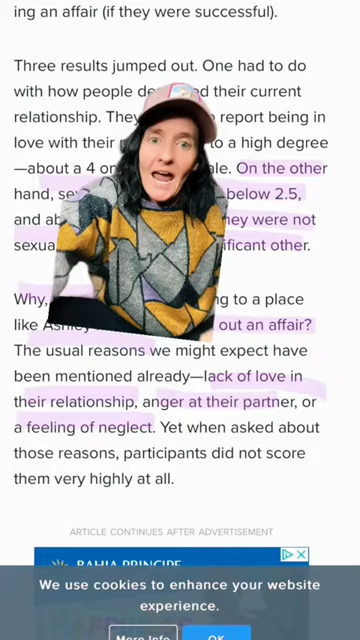 ing an affair (if they were successful).
Three results jumped out. One had to do
with how people de d their current
relationship. They report being in
love with their to a high degree
—about a 4 on ale. On the other
hand, below 2.5,
and ab hey were not
sexua ificant other.
Why, ng to a place
like Ashley out an affair?
The usual reasons we might expect have
been mentioned already—lack of love in
their relationship, anger at their partner, or
a feeling of neglect. Yet when asked about
those reasons, participants did not score
them very highly at all.
ARTICLE CONTINUES AFTER ADVERTISEMENT
BAHIA PRINCIPE
We use cookies to enhance your website
experience.
More Info OK